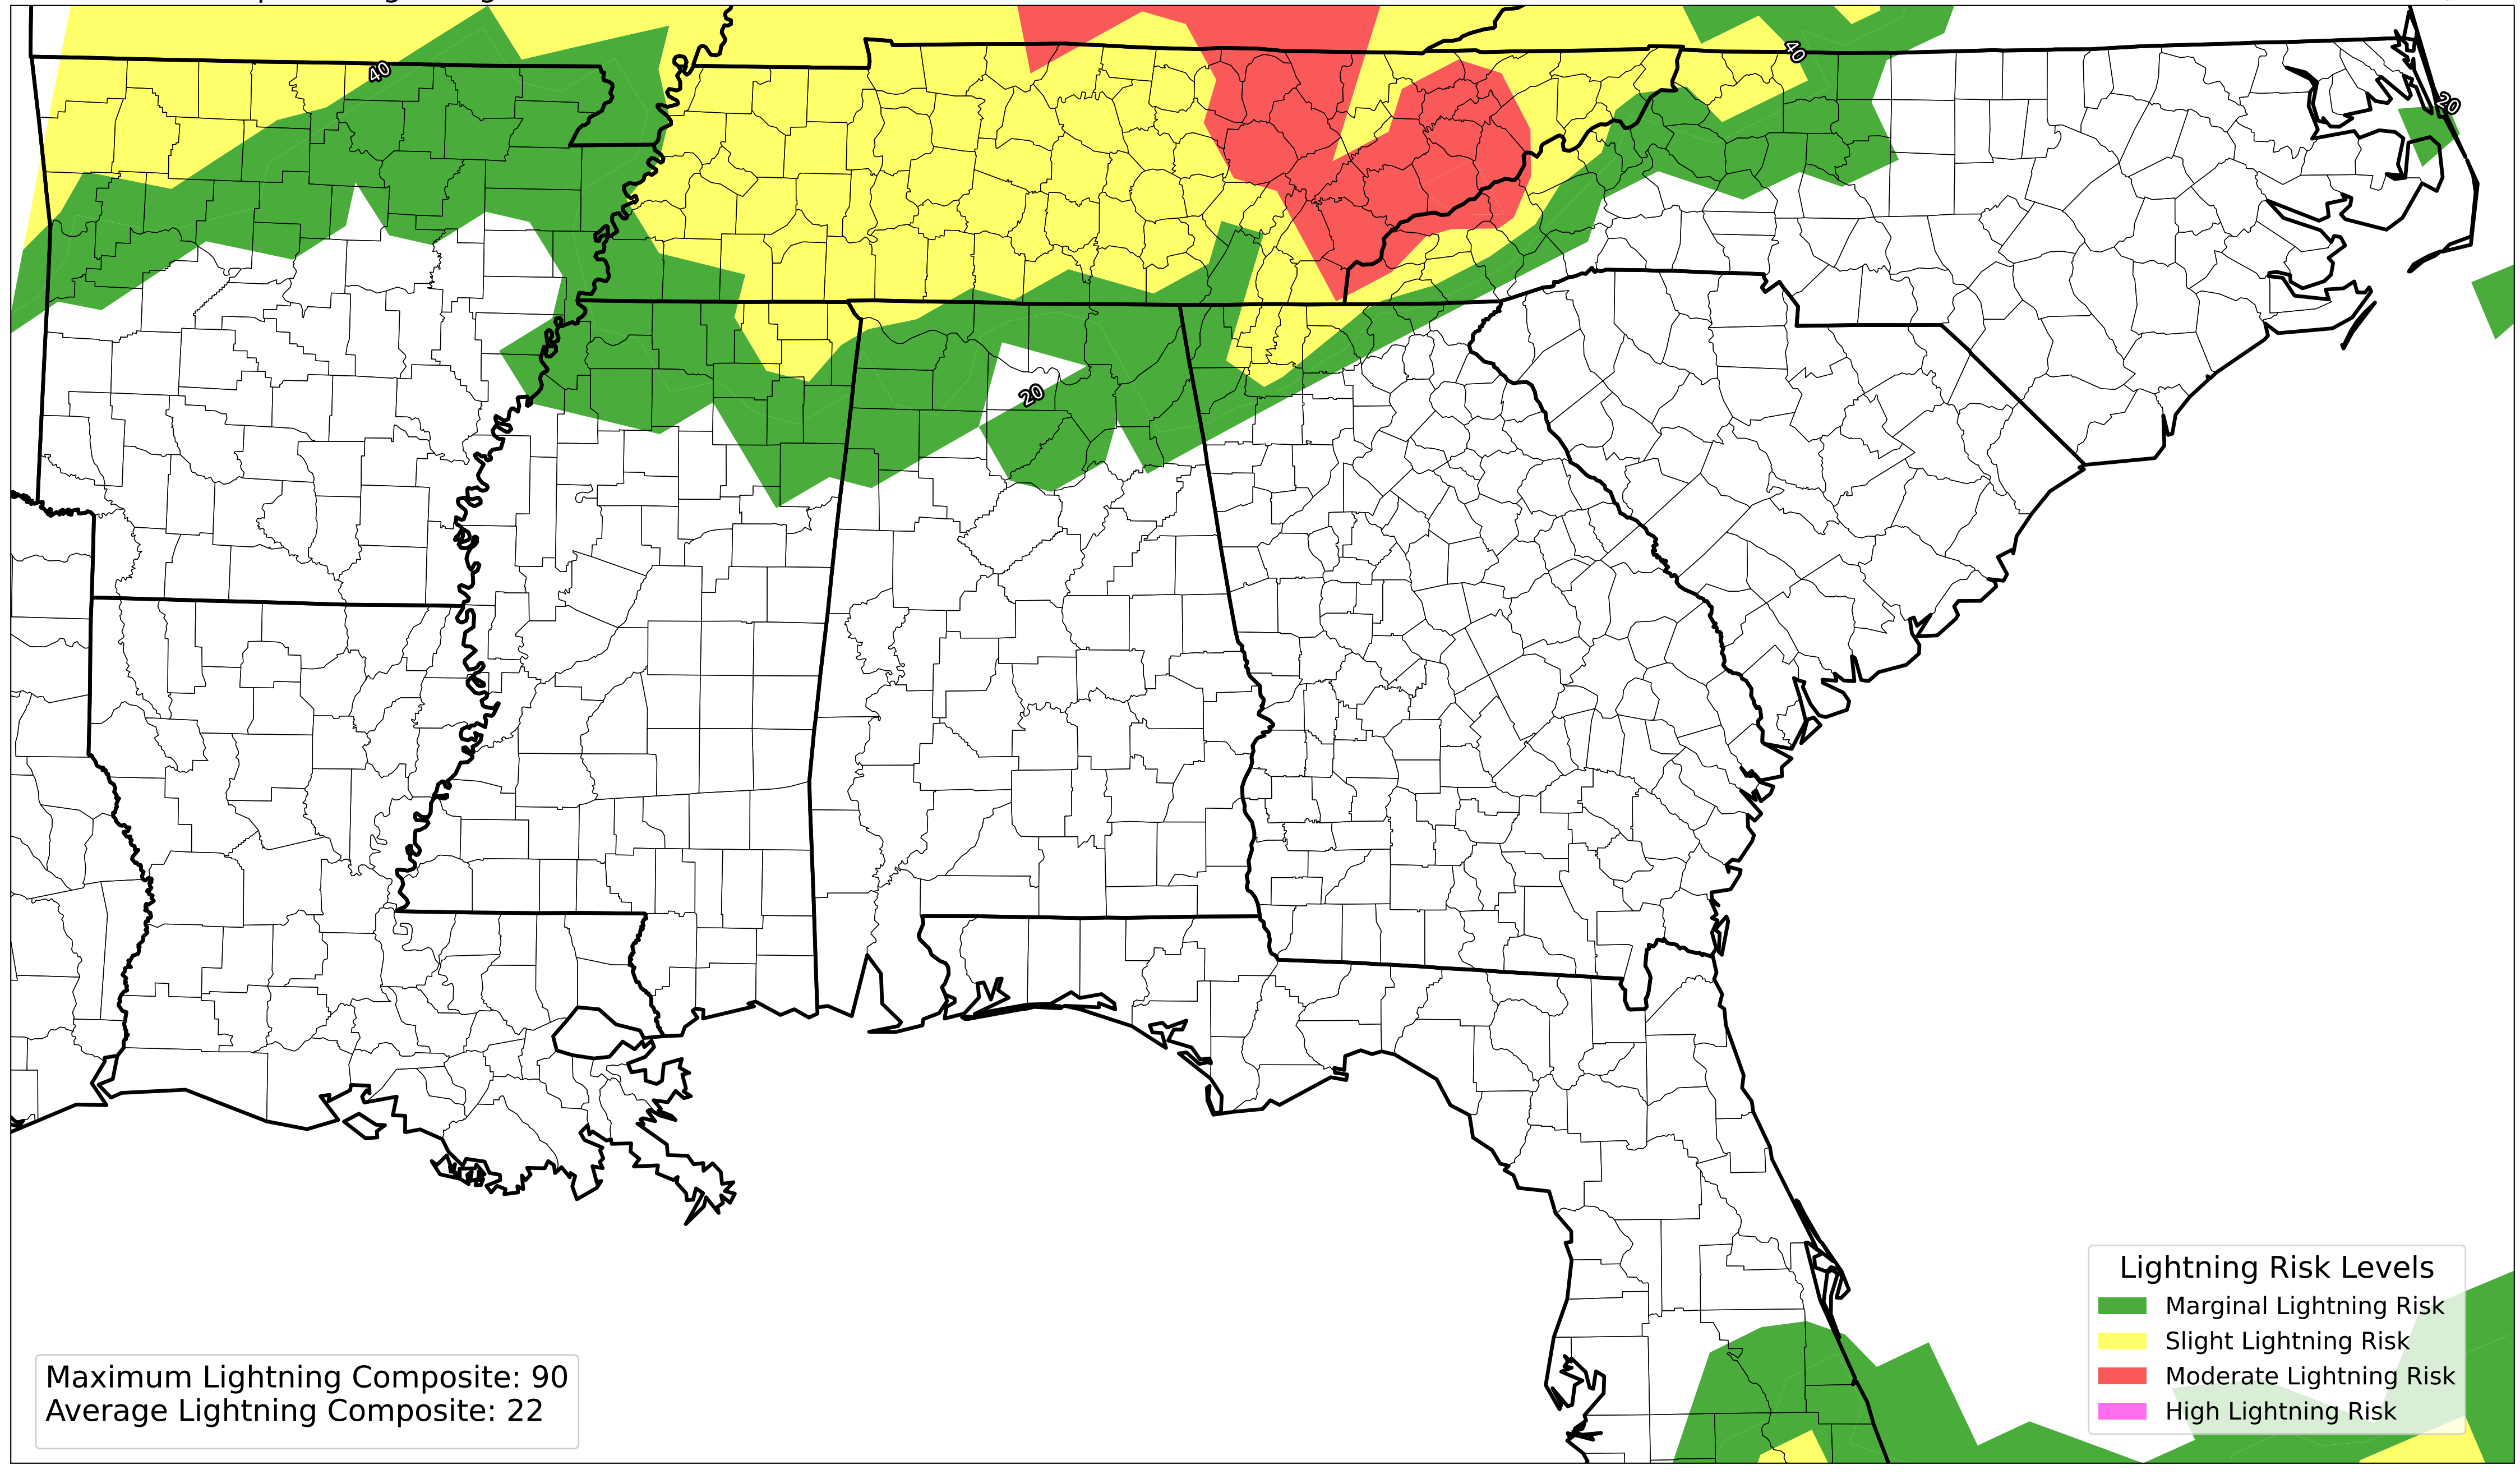 40
40
20
20
Lightning Risk Levels
Marginal Lightning Risk
Slight Lightning Risk
Moderate Lightning Risk
High Lightning Risk
Maximum Lightning Composite: 90
Average Lightning Composite: 22